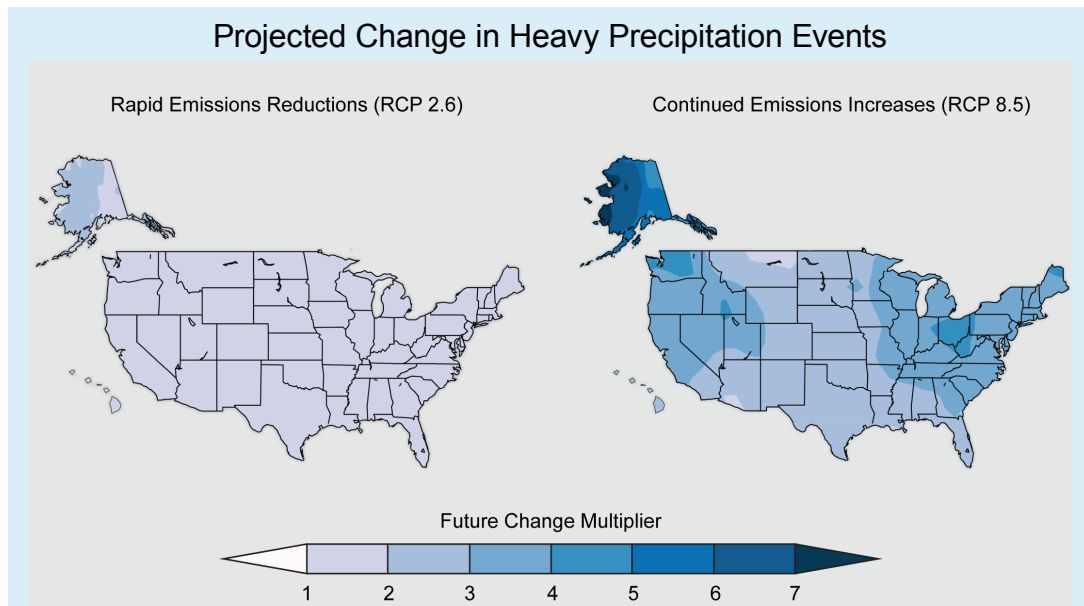 Projected Change in Heavy Precipitation Events
Rapid Emissions Reductions (RCP 2.6)
Continued Emissions Increases (RCP 8.5)
Future Change Multiplier
1 2 3 4 5 6 7